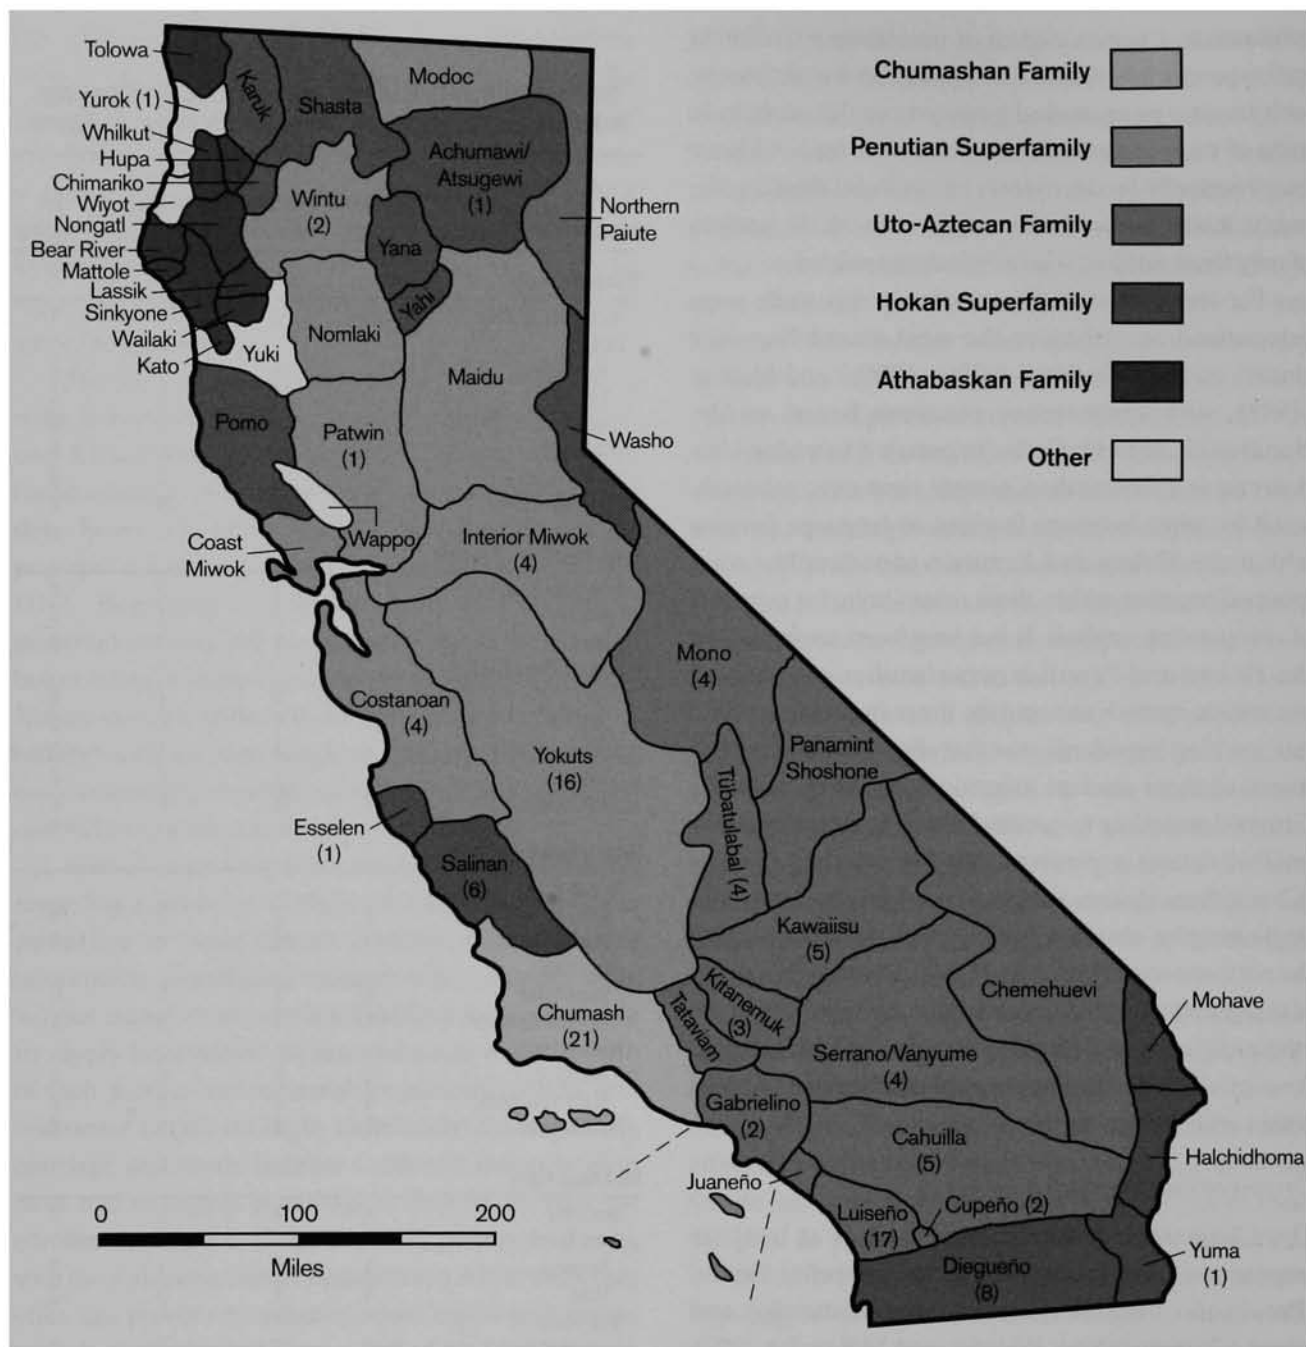 Tolowa
Yurok (1)
Whilkut
Hupa
Chimariko
Wiyot
Nongatl
Bear River
Mattole
Lassik
Sinkyone
Wailaki
Kato
Karuk
Shasta
Modoc
Achumawi/
Atsugewi
(1)
Northern
Paiute
Wintu
(2)
Yana
Yahi
Nomlaki
Yuki
Maidu
Pomo
Patwin
(1)
Washo
Coast
Miwok
Wappo
Interior Miwok
(4)
Mono
(4)
Costanoan
(4)
Yokuts
(16)
Panamint
Shoshone
Tübatulabal (4)
Esselen
(1)
Salinan
(6)
Kawaiisu
(5)
Kitanemuk
(3)
Chemehuevi
Mohave
Chumash
(21)
Tataviam
Serrano/Vanyume
(4)
Gabrielino
(2)
Cahuilla
(5)
Halchidhoma
Juaneño
Luiseño
(17)
Cupeño (2)
Diegueño
(8)
Yuma
(1)
Chumashan Family
Penutian Superfamily
Uto-Aztecan Family
Hokan Superfamily
Athabaskan Family
Other
0 100 200
Miles